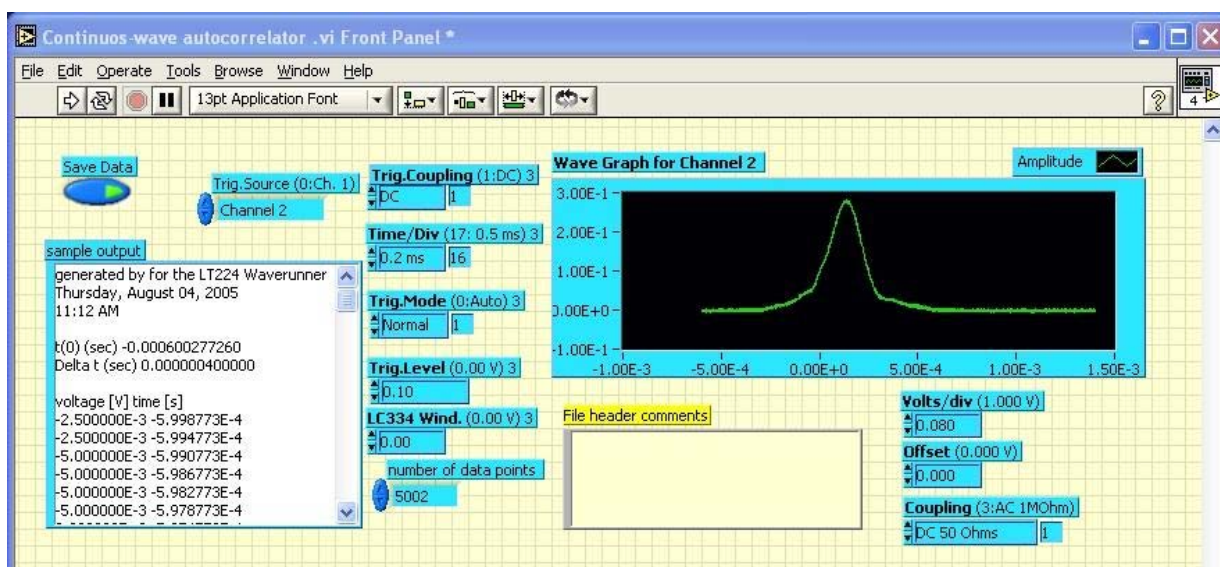 Continuos-wave autocorrelator .vi Front Panel *
File Edit Operate Tools Browse Window Help
13pt Application Font
?
4
Save Data
Trig.Source (0:Ch. 1)
Channel 2
sample output
generated by for the LT224 Waverunner
Thursday, August 04, 2005
11:12 AM
t(0) (sec) -0.000600277260
Delta t (sec) 0.000000400000
voltage [V] time [s]
-2.500000E-3 -5.998773E-4
-2.500000E-3 -5.994773E-4
-5.000000E-3 -5.990773E-4
-5.000000E-3 -5.986773E-4
-5.000000E-3 -5.982773E-4
-5.000000E-3 -5.978773E-4
Trig.Coupling (1:DC) 3
DC 1
Time/Div (17: 0.5 ms) 3
0.2 ms 16
Trig.Mode (0:Auto) 3
Normal 1
Trig.Level (0.00 V) 3
0.10
LC334 Wind. (0.00 V) 3
0.00
number of data points
5002
Wave Graph for Channel 2
Amplitude
3.00E-1
2.00E-1
1.00E-1
0.00E+0
-1.00E-1
-1.00E-3 -5.00E-4 0.00E+0 5.00E-4 1.00E-3 1.50E-3
File header comments
Volts/div (1.000 V)
0.080
Offset (0.000 V)
0.000
Coupling (3:AC 1MOhm)
DC 50 Ohms 1